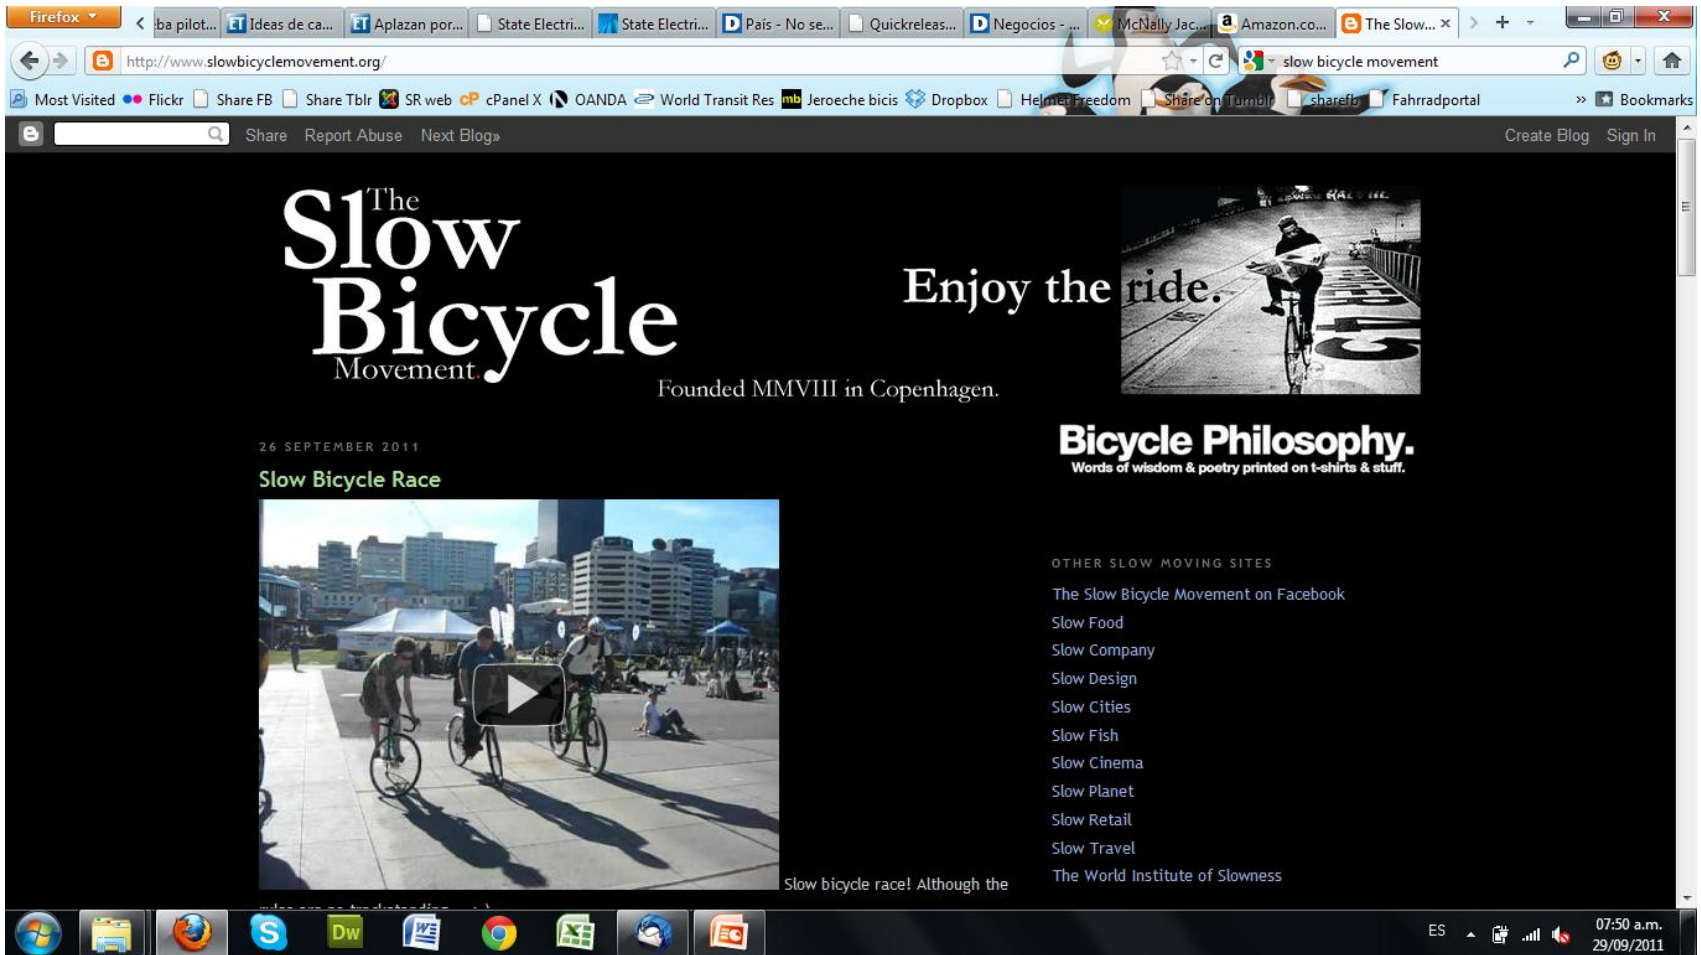 Firefox
:ba pilot...
Ideas de ca...
Aplazan por...
State Electri...
State Electri...
País - No se...
Quickreleas...
Negocios - ...
McNally Jac...
Amazon.co...
The Slow...
http://www.slowbicyclemovement.org/
slow bicycle movement
Most Visited
Flickr
Share FB
Share Tblr
SR web
cPanel X
OANDA
World Transit Res
Jeroeche bicis
Dropbox
Helmet Freedom
Share on Tumblr
sharefb
Fahrradportal
Bookmarks
Share
Report Abuse
Next Blog»
Create Blog
Sign In
The
Slow
Bicycle
Movement.
Enjoy the ride.
Founded MMVIII in Copenhagen.
26 SEPTEMBER 2011
Slow Bicycle Race
Slow bicycle race! Although the
Bicycle Philosophy.
Words of wisdom & poetry printed on t-shirts & stuff.
OTHER SLOW MOVING SITES
The Slow Bicycle Movement on Facebook
Slow Food
Slow Company
Slow Design
Slow Cities
Slow Fish
Slow Cinema
Slow Planet
Slow Retail
Slow Travel
The World Institute of Slowness
Dw
ES
07:50 a.m.
29/09/2011